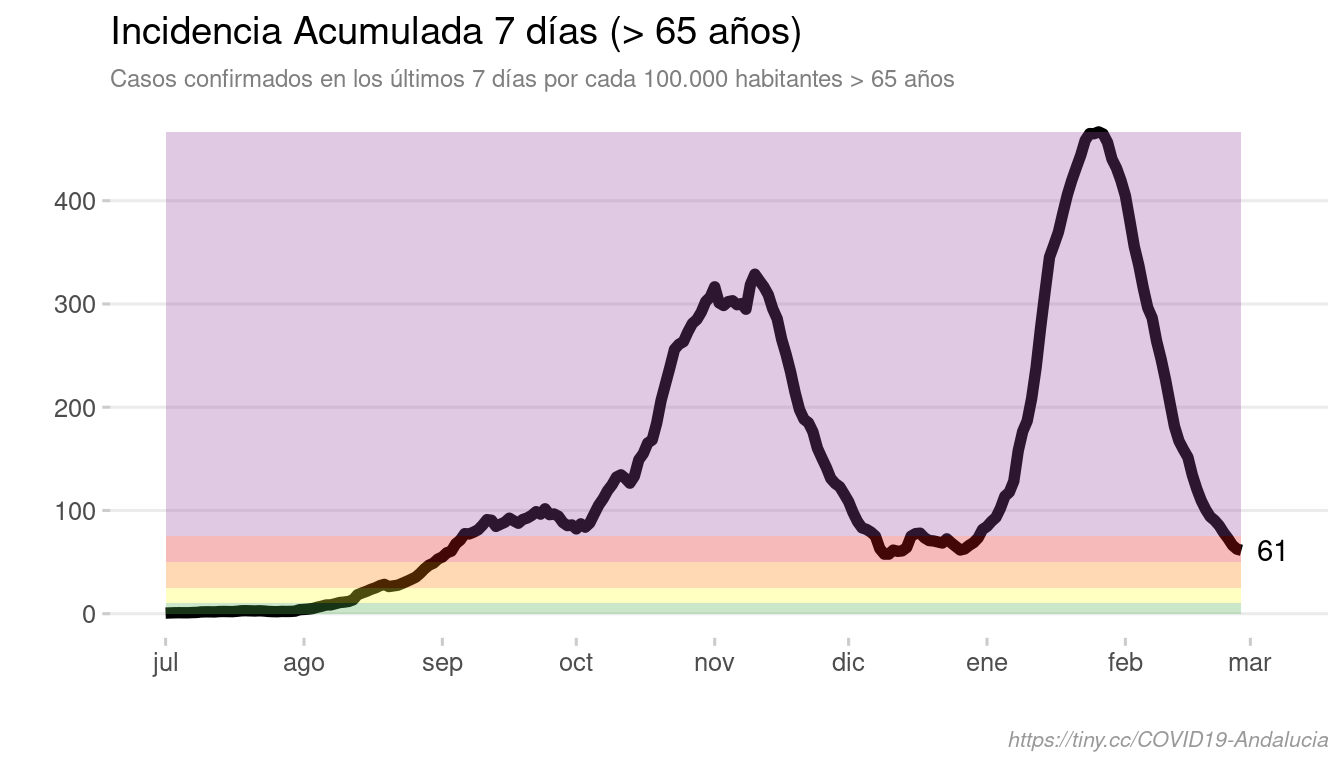 Incidencia Acumulada 7 días (> 65 años)
Casos confirmados en los últimos 7 días por cada 100.000 habitantes > 65 años
400
300
200
100
0
61
jul ago sep oct nov dic ene feb mar
https://tiny.cc/COVID19-Andalucia